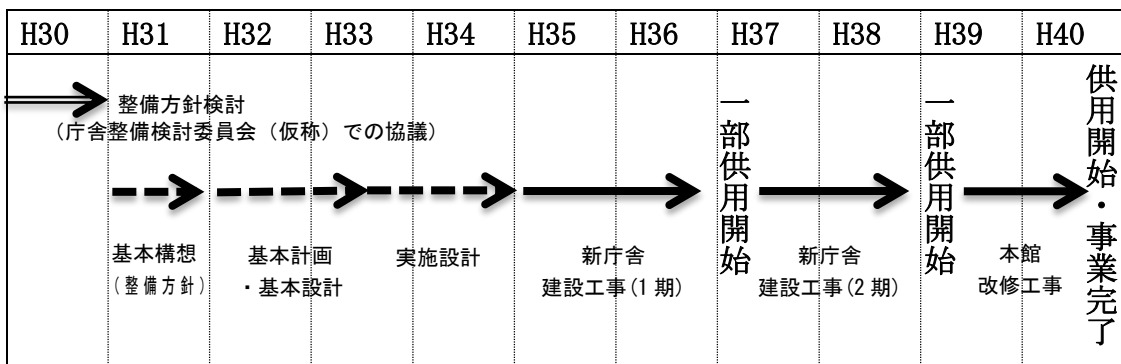 H30 H31 H32 H33 H34 H35 H36 H37 H38 H39 H40
整備方針検討
(庁舎整備検討委員会(仮称)での協議)
基本構想
(整備方針)
基本計画
・基本設計
実施設計
新庁舎
建設工事(1期)
一部供用開始
新庁舎
建設工事(2期)
一部供用開始
本館
改修工事
供用開始・事業完了